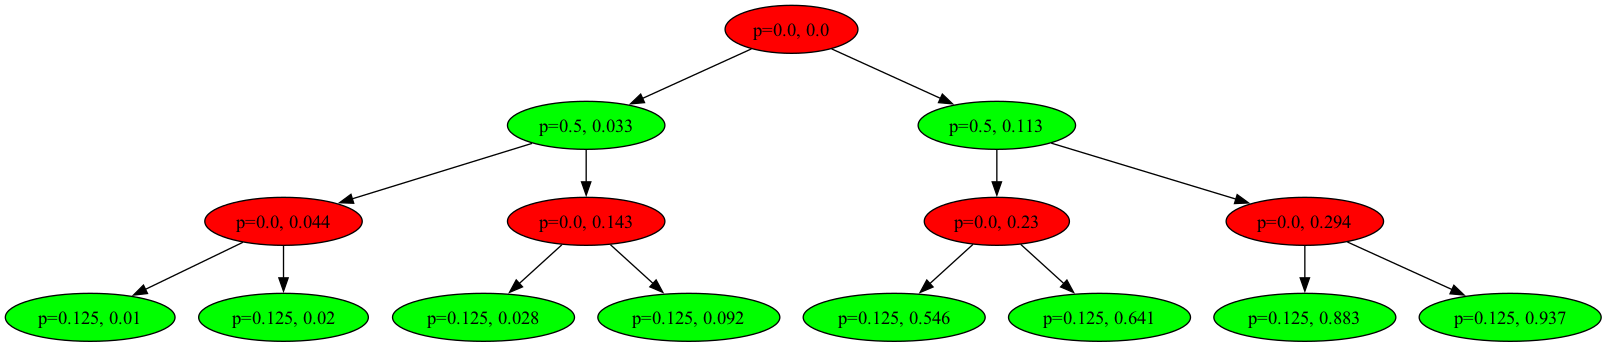 p=0.0, 0.0
p=0.5, 0.033
p=0.5, 0.113
p=0.0, 0.044
p=0.0, 0.143
p=0.0, 0.23
p=0.0, 0.294
p=0.125, 0.01
p=0.125, 0.02
p=0.125, 0.028
p=0.125, 0.092
p=0.125, 0.546
p=0.125, 0.641
p=0.125, 0.883
p=0.125, 0.937